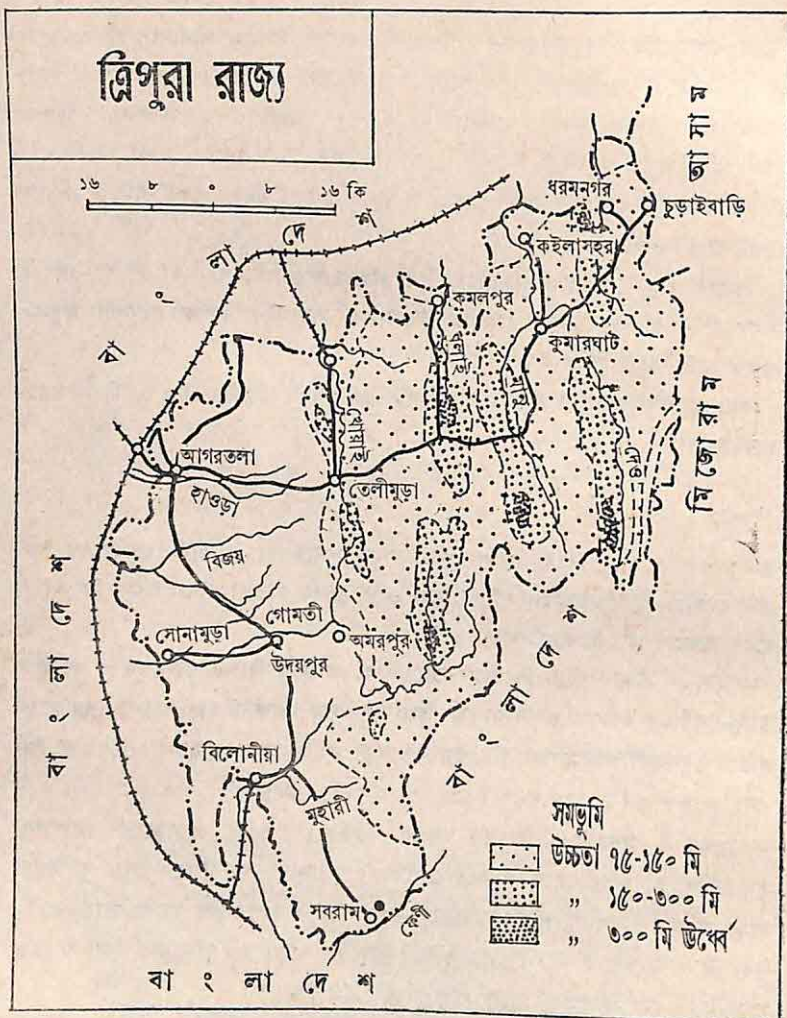 ত্রিপুরা রাজ্য
১৬ ৮ ০ ৮ ১৬ কি
আসাম
ধরমনগর
চুড়াইবাড়ি
কইলাসহর
বাংলাদেশ
কমলপুর
কুমারঘাট
বলাই
মানু
খোয়াই
দেও
মিজোরাম
আগরতলা
হাওড়া
তেলীমুড়া
বিজয়
গোমতী
সোনামুড়া
উদয়পুর
অমরপুর
বাংলাদেশ
বাংলাদেশ
বিলোনীয়া
মুহারী
সবরাম
ফেণী
বাংলাদেশ
সমভূমি
উচ্চতা ৭৫-১৫০ মি
„ ১৫০-৩০০ মি
„ ৩০০ মি ঊর্ধ্বে